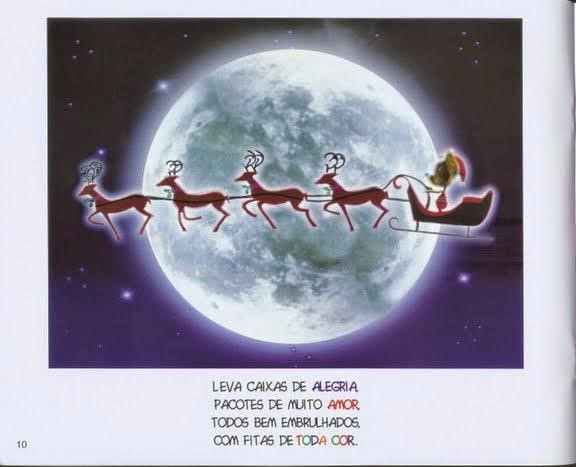 LEVA CAIXAS DE ALEGRIA,
PACOTES DE MUITO AMOR,
TODOS BEM EMBRULHADOS,
COM FITAS DE TODA COR.
10